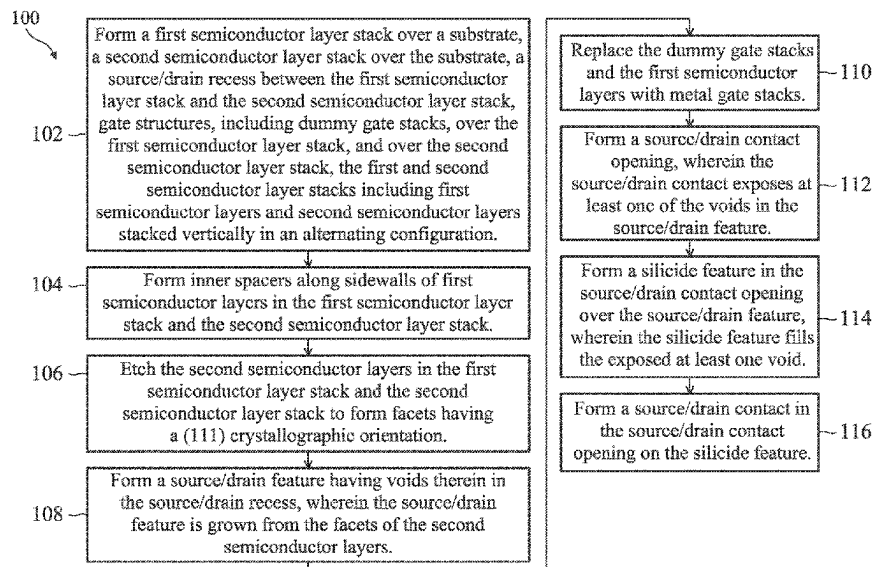 100
Form a first semiconductor layer stack over a substrate,
a second semiconductor layer stack over the substrate, a
source/drain recess between the first semiconductor
layer stack and the second semiconductor layer stack,
gate structures, including dummy gate stacks, over the
first semiconductor layer stack, and over the second
semiconductor layer stack, the first and second
semiconductor layer stacks including first
semiconductor layers and second semiconductor layers
stacked vertically in an alternating configuration.
102
Form inner spacers along sidewalls of first
semiconductor layers in the first semiconductor layer
stack and the second semiconductor layer stack.
104
Etch the second semiconductor layers in the first
semiconductor layer stack and the second
semiconductor layer stack to form facets having
a (111) crystallographic orientation.
106
Form a source/drain feature having voids therein in
the source/drain recess, wherein the source/drain
feature is grown from the facets of the second
semiconductor layers.
108
Replace the dummy gate stacks
and the first semiconductor
layers with metal gate stacks.
110
Form a source/drain contact
opening, wherein the
source/drain contact exposes at
least one of the voids in the
source/drain feature.
112
Form a silicide feature in the
source/drain contact opening
over the source/drain feature,
wherein the silicide feature fills
the exposed at least one void.
114
Form a source/drain contact in
the source/drain contact
opening on the silicide feature.
116